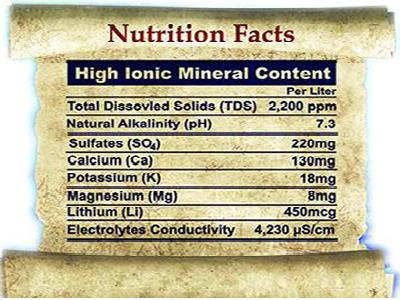 Nutrition Facts
High Ionic Mineral Content
Per Liter
Total Dissovled Solids (TDS) 2,200 ppm
Natural Alkalinity (pH) 7.3
Sulfates (SO₄) 220mg
Calcium (Ca) 130mg
Potassium (K) 18mg
Magnesium (Mg) 8mg
Lithium (Li) 450mcg
Electrolytes Conductivity 4,230 µS/cm